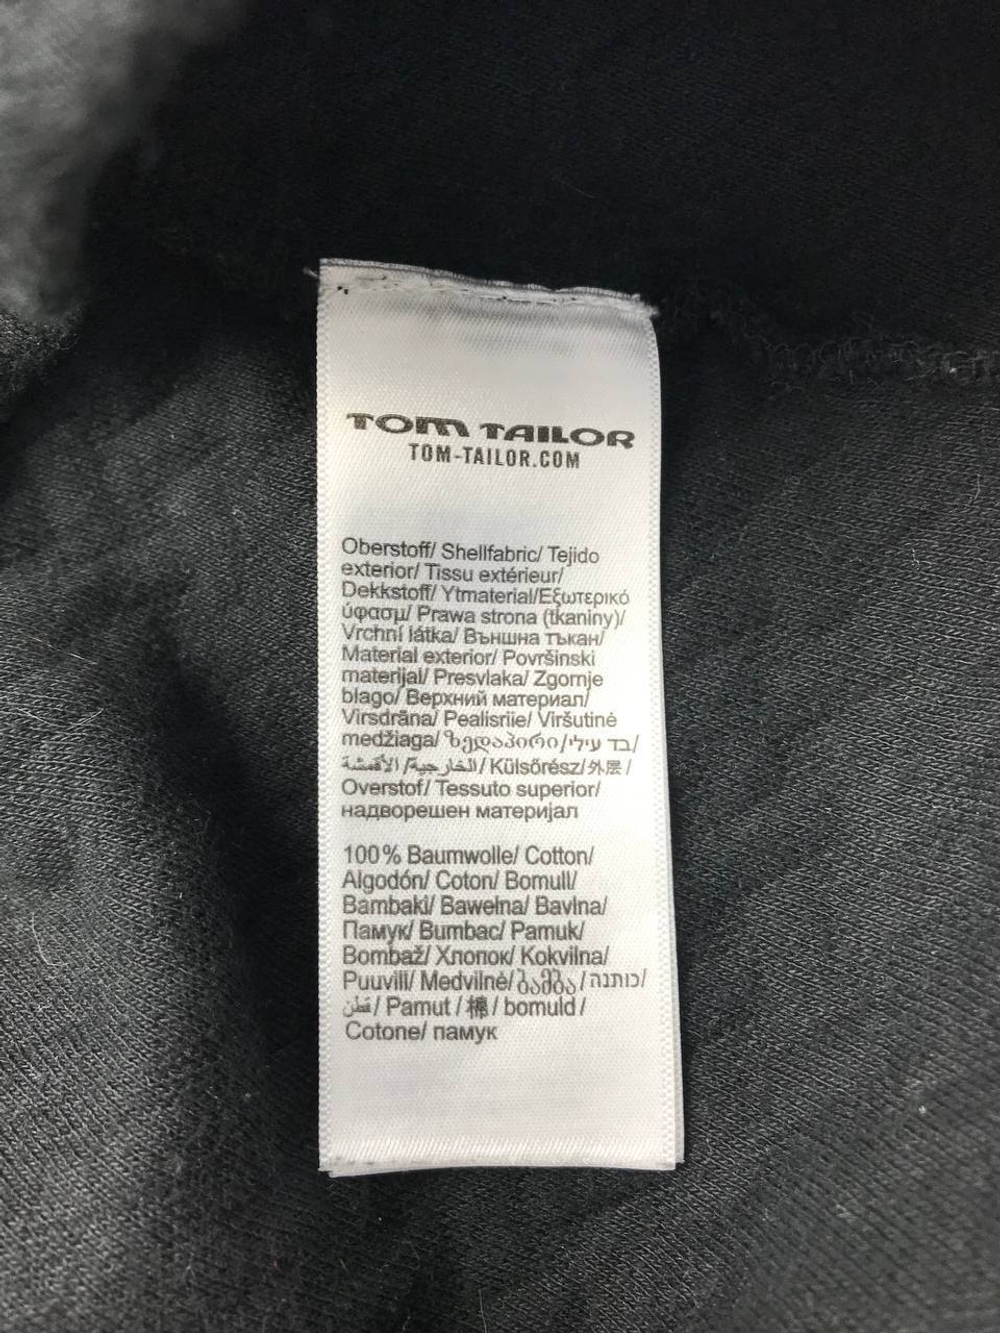 TOM TAILOR
TOM-TAILOR.COM
Oberstoff/ Shellfabric/ Tejido
exterior/ Tissu extérieur/
Dekkstoff/ Ytmaterial/Εξωτερικό
ύφασμ/ Prawa strona (tkaniny)/
Vrchní látka/ Външна тъкан/
Material exterior/ Površinski
materijal/ Presvlaka/ Zgornje
blago/ Верхний материал/
Virsdrāna/ Pealisriie/ Viršutinė
medžiaga/ ზედაპირი/בד עילי/
الأقمشة /الخارجية/ Külsőrész/外层/
Overstof/ Tessuto superior/
надворешен материјал
100% Baumwolle/ Cotton/
Algodón/ Coton/ Bomull/
Bambaki/ Bawełna/ Bavlna/
Памук/ Bumbac/ Pamuk/
Bombaž/ Хлопок/ Kokvilna/
Puuvill/ Medvilnė/ ბამბა/כותנה/
قطن/ Pamut / 棉/ bomuld /
Cotone/ памук